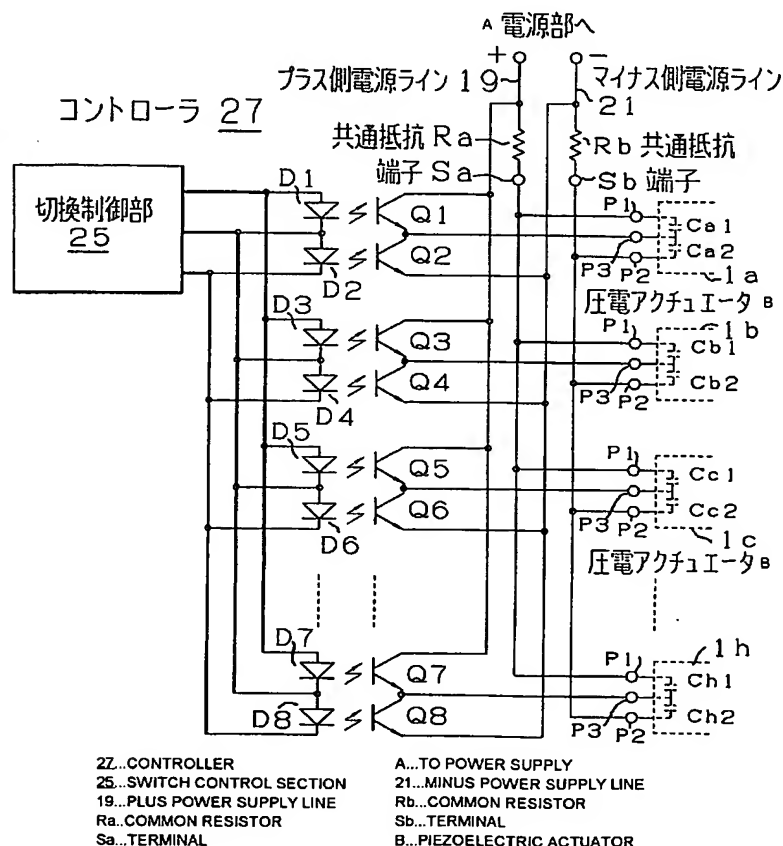 A 電源部へ
+ −
プラス側電源ライン 19
マイナス側電源ライン
21
コントローラ 27
共通抵抗 Ra
Rb 共通抵抗
端子 Sa
Sb 端子
切換制御部
25
D1
Q1
P1
Ca1
D2
Q2
P3
P2
Ca2
1a
圧電アクチュエータ B
D3
Q3
P1
1b
Cb1
D4
Q4
P3
P2
Cb2
D5
Q5
P1
Cc1
D6
Q6
P3
P2
Cc2
1c
圧電アクチュエータ B
D7
Q7
P1
1h
Ch1
D8
Q8
P3
P2
Ch2
27...CONTROLLER
25...SWITCH CONTROL SECTION
19...PLUS POWER SUPPLY LINE
Ra...COMMON RESISTOR
Sa...TERMINAL
A...TO POWER SUPPLY
21...MINUS POWER SUPPLY LINE
Rb...COMMON RESISTOR
Sb...TERMINAL
B...PIEZOELECTRIC ACTUATOR